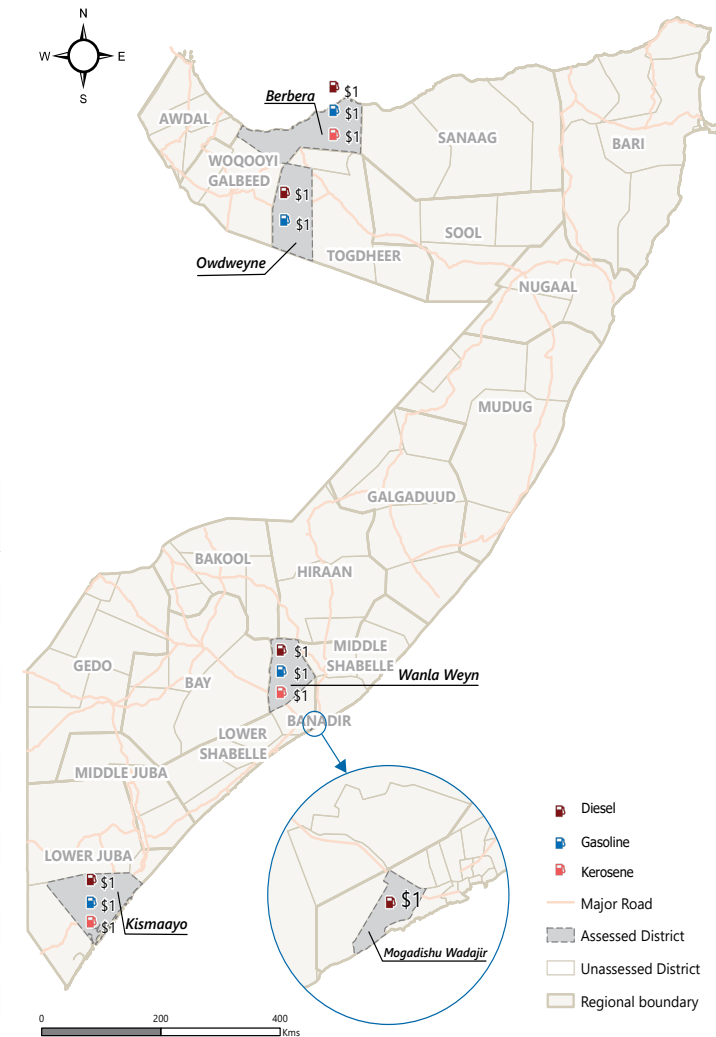 N
W
E
S
Berbera
$1
$1
$1
AWDAL
WOQOOYI
GALBEED
SANAAG
BARI
$1
$1
SOOL
TOGDHEER
Owdweyne
NUGAAL
MUDUG
GALGADUUD
BAKOOL
HIRAAN
GEDO
BAY
MIDDLE
SHABELLE
$1
$1
$1
Wanla Weyn
BANADIR
LOWER
SHABELLE
MIDDLE JUBA
LOWER JUBA
$1
$1
$1
Kismaayo
$1
Mogadishu Wadajir
Diesel
Gasoline
Kerosene
Major Road
Assessed District
Unassessed District
Regional boundary
0
200
400
Kms